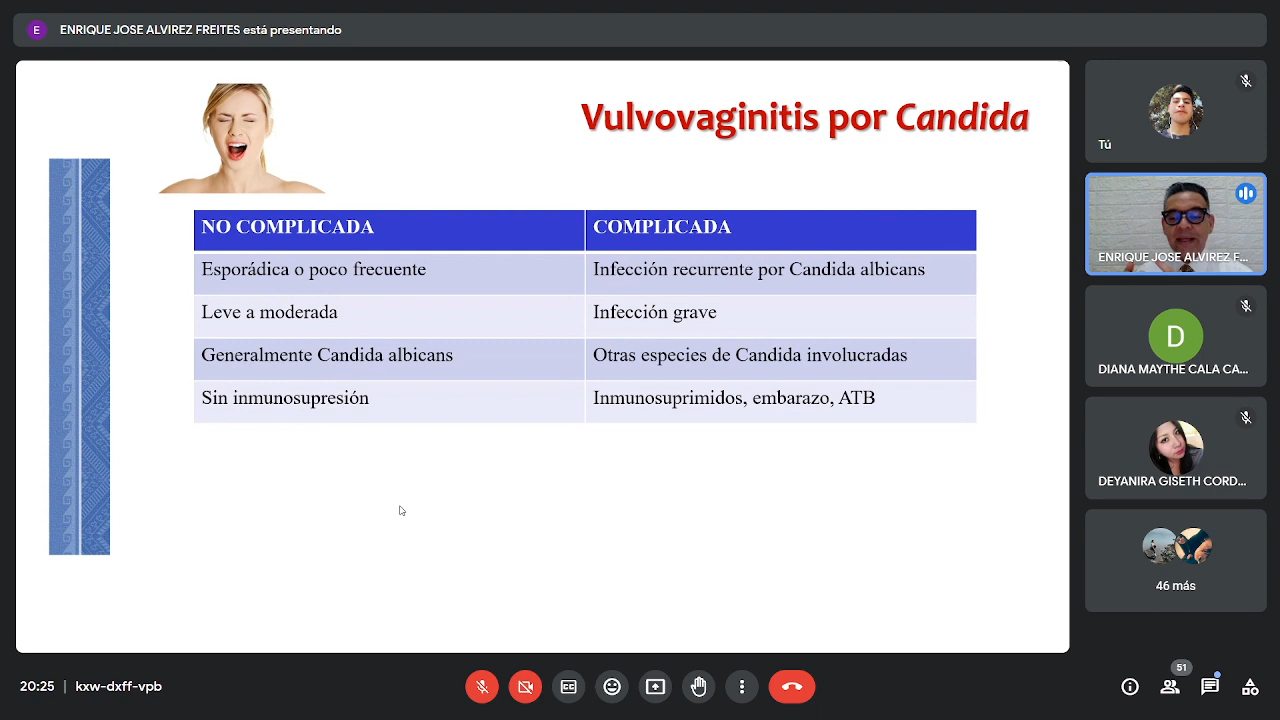 E
ENRIQUE JOSE ALVIREZ FREITES está presentando
Vulvovaginitis por Candida
NO COMPLICADA
COMPLICADA
Esporádica o poco frecuente
Infección recurrente por Candida albicans
Leve a moderada
Infección grave
Generalmente Candida albicans
Otras especies de Candida involucradas
Sin inmunosupresión
Inmunosuprimidos, embarazo, ATB
Tú
ENRIQUE JOSE ALVIREZ F...
D
DIANA MAYTHE CALA CA...
DEYANIRA GISETH CORD...
46 más
20:25 | kxw-dxff-vpb
51